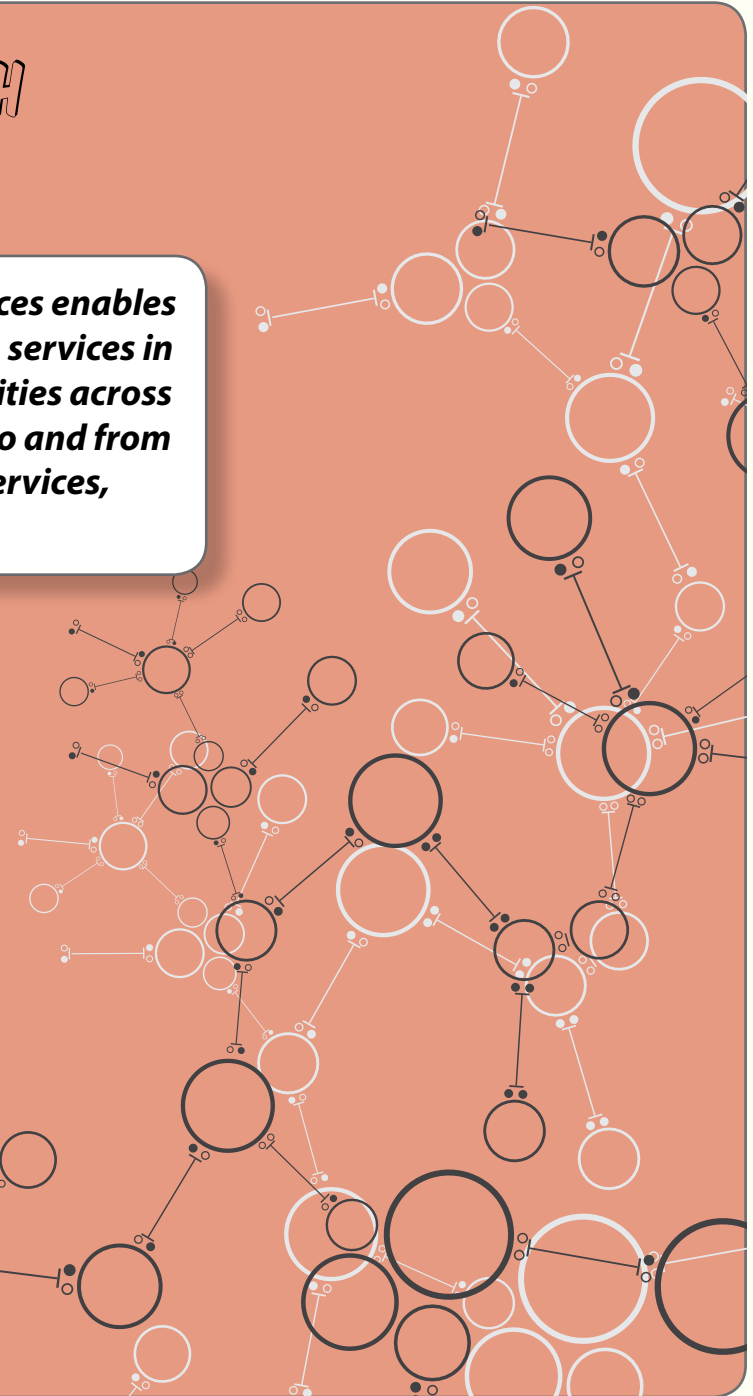 H
ces enables
services in
ities across
o and from
ervices,